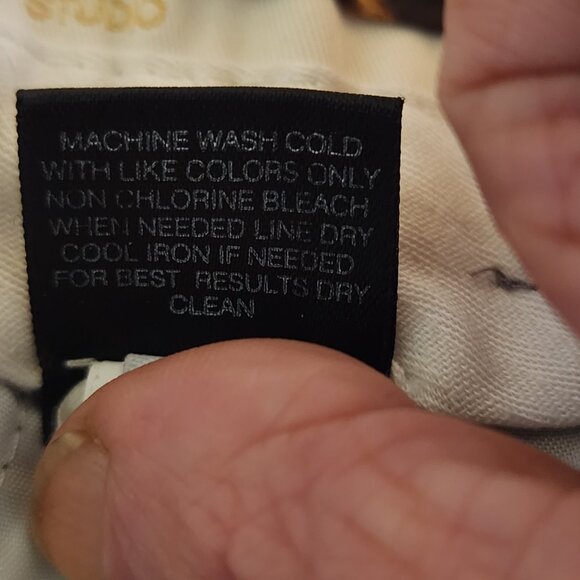 STUDO
MACHINE WASH COLD
WITH LIKE COLORS ONLY
NON CHLORINE BLEACH
WHEN NEEDED LINE DRY
COOL IRON IF NEEDED
FOR BEST RESULTS DRY
CLEAN